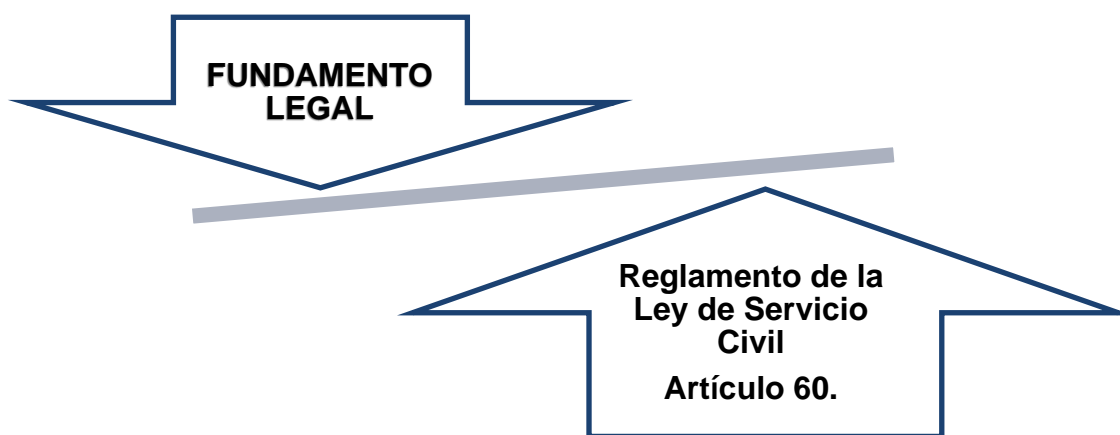 FUNDAMENTO
LEGAL
Reglamento de la
Ley de Servicio
Civil
Artículo 60.